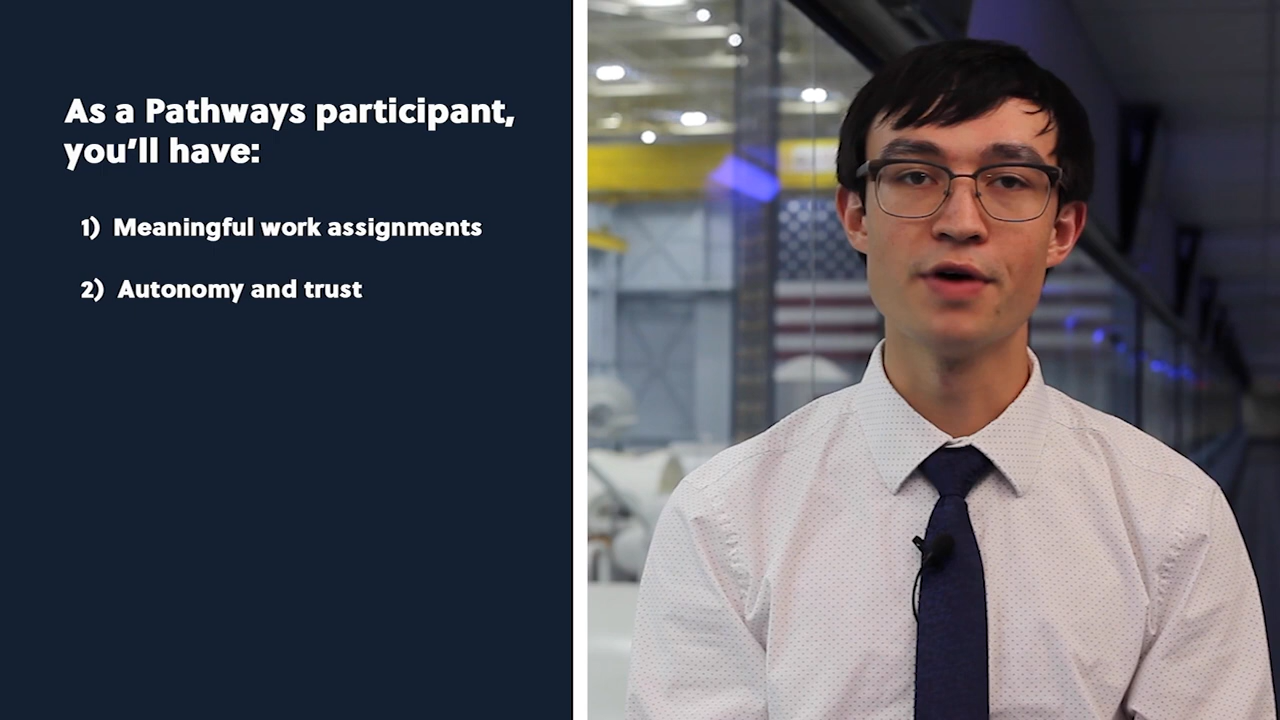 As a Pathways participant,
you’ll have:
1) Meaningful work assignments
2) Autonomy and trust